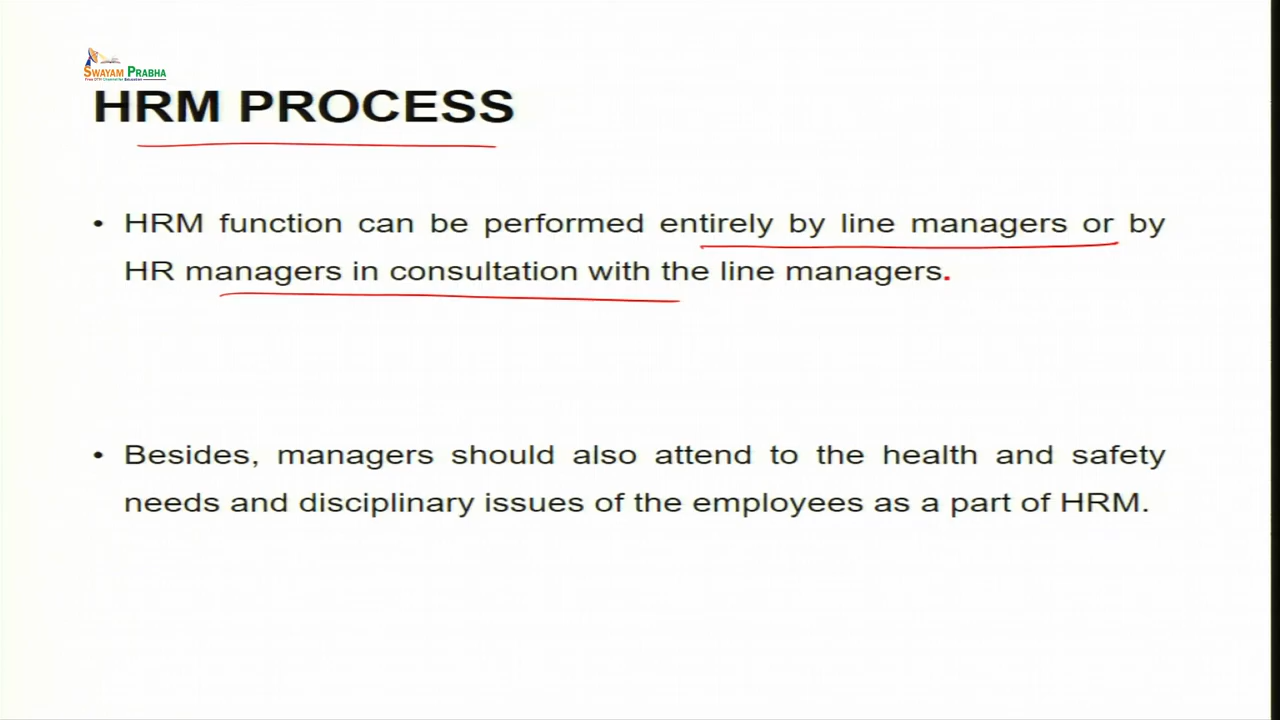 SWAYAM PRABHA
HRM PROCESS
• HRM function can be performed entirely by line managers or by
HR managers in consultation with the line managers.
• Besides, managers should also attend to the health and safety
needs and disciplinary issues of the employees as a part of HRM.